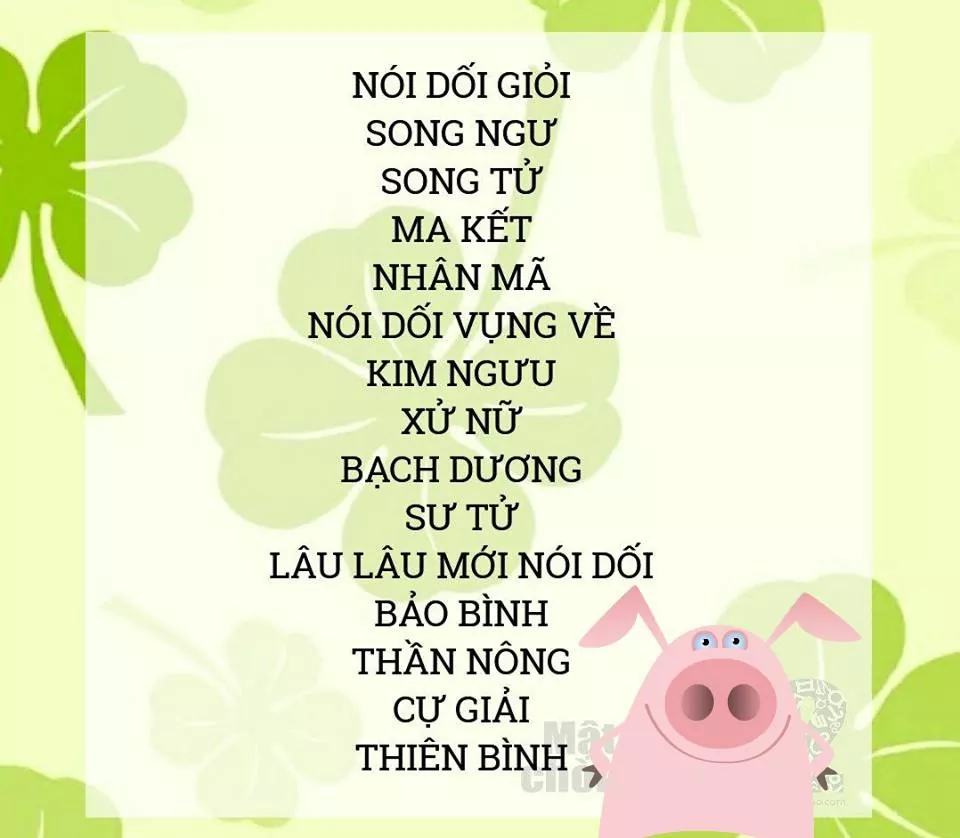 NÓI DỐI GIỎI
SONG NGƯ
SONG TỬ
MA KẾT
NHÂN MÃ
NÓI DỐI VỤNG VỀ
KIM NGƯU
XỬ NỮ
BẠCH DƯƠNG
SƯ TỬ
LÂU LÂU MỚI NÓI DỐI
BẢO BÌNH
THẦN NÔNG
CỰ GIẢI
THIÊN BÌNH